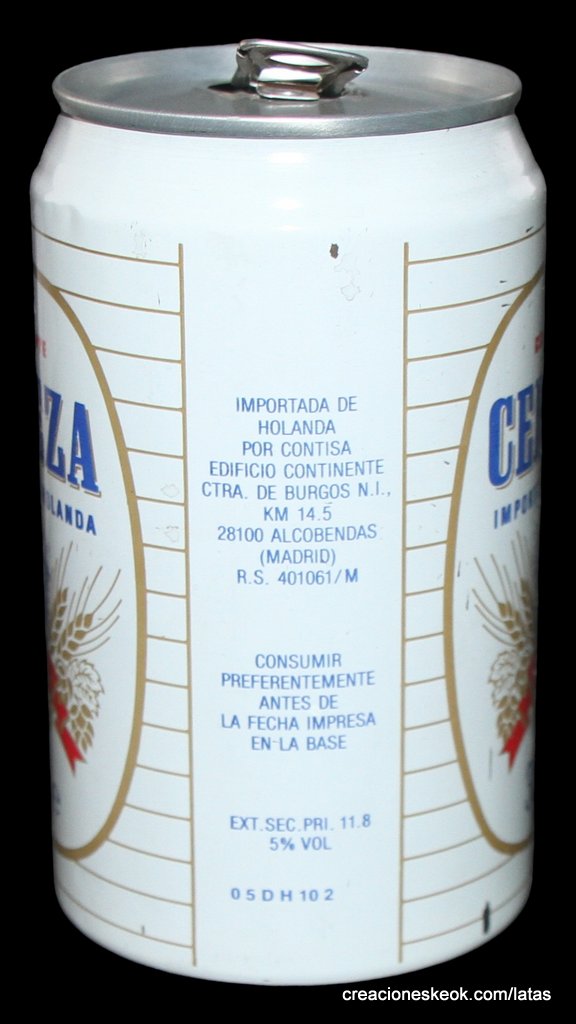 IMPORTADA DE
HOLANDA
POR CONTISA
EDIFICIO CONTINENTE
CTRA. DE BURGOS N.I.,
KM 14.5
28100 ALCOBENDAS
(MADRID)
R.S. 401061/M
CONSUMIR
PREFERENTEMENTE
ANTES DE
LA FECHA IMPRESA
EN LA BASE
EXT.SEC.PRI. 11.8
5% VOL
05DH102
creacioneskeok.com/latas